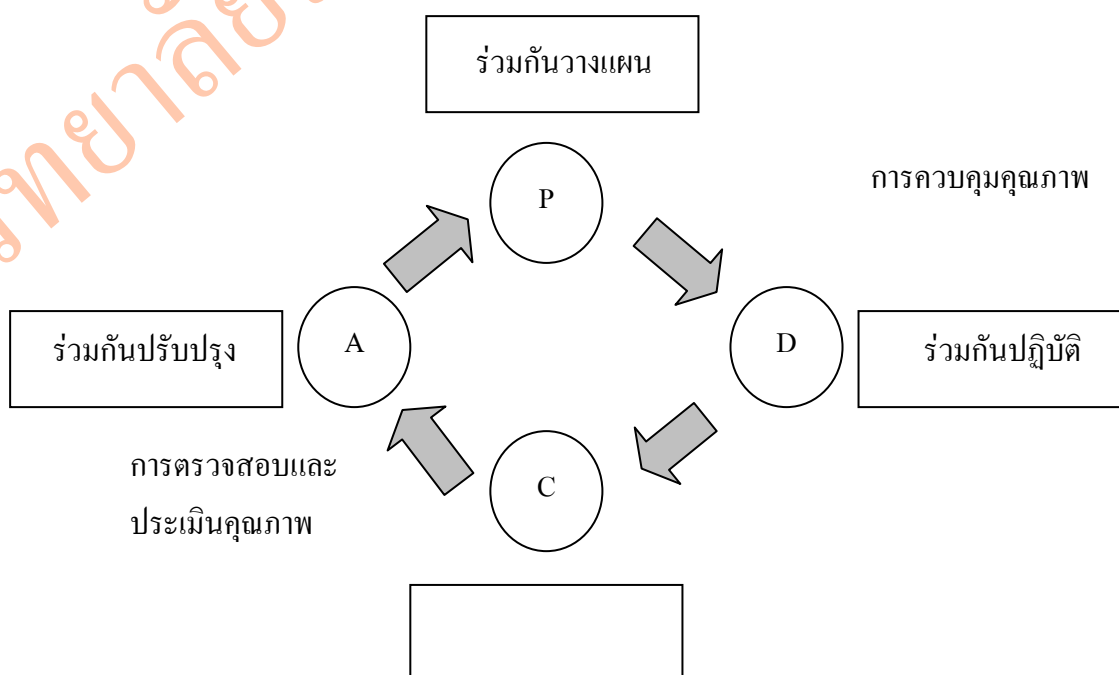 ร่วมกันวางแผน
P
การควบคุมคุณภาพ
ร่วมกันปรับปรุง
A
D
ร่วมกันปฏิบัติ
การตรวจสอบและ
ประเมินคุณภาพ
C